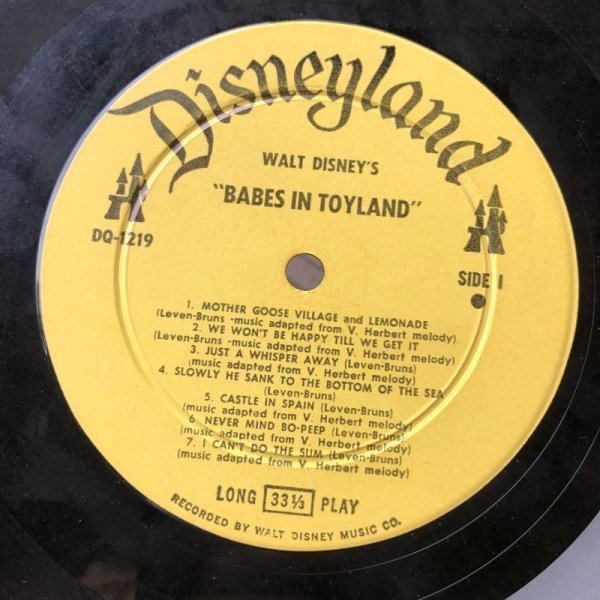 Disneyland
WALT DISNEY'S
"BABES IN TOYLAND"
DQ-1219
SIDE 1
1. MOTHER GOOSE VILLAGE and LEMONADE
(Leven-Bruns -music adapted from V. Herbert melody)
2. WE WON'T BE HAPPY TILL WE GET IT
(Leven-Bruns -music adapted from V. Herbert melody)
3. JUST A WHISPER AWAY (Leven-Bruns)
(music adapted from V. Herbert melody)
4. SLOWLY HE SANK TO THE BOTTOM OF THE SEA
(Leven-Bruns)
5. CASTLE IN SPAIN (Leven-Bruns)
(music adapted from V. Herbert melody)
6 NEVER MIND BO-PEEP (Leven-Bruns)
(music adapted from V. Herbert melody)
7. I CAN'T DO THE SUM (Leven-Bruns)
(music adapted from V. Herbert melody)
LONG 33⅓ PLAY
RECORDED BY WALT DISNEY MUSIC CO.